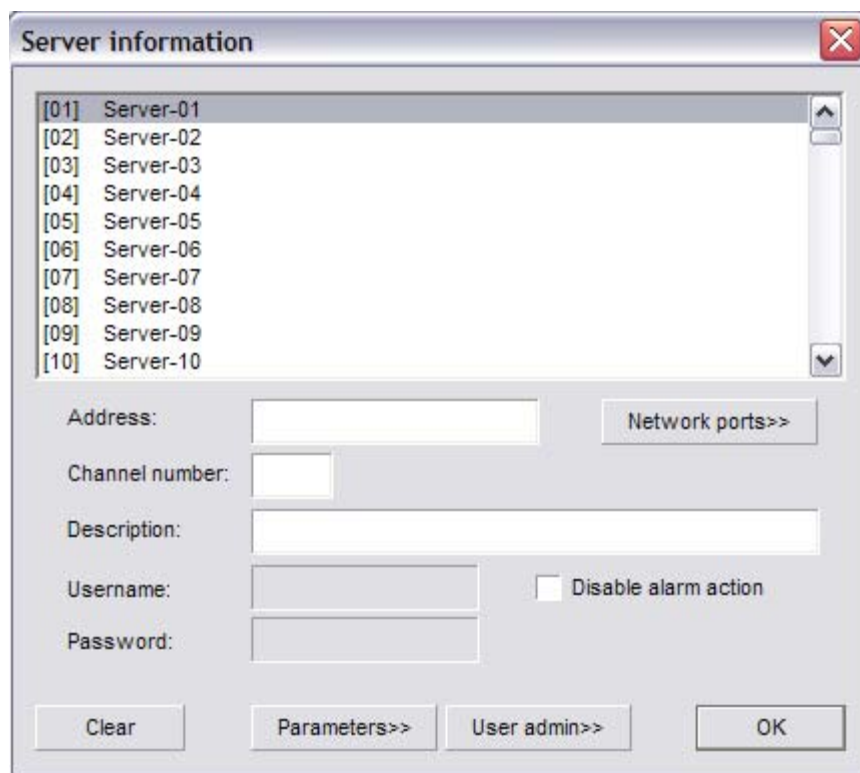 Server information
[01] Server-01
[02] Server-02
[03] Server-03
[04] Server-04
[05] Server-05
[06] Server-06
[07] Server-07
[08] Server-08
[09] Server-09
[10] Server-10
Address:
Network ports>>
Channel number:
Description:
Username:
Disable alarm action
Password:
Clear
Parameters>>
User admin>>
OK